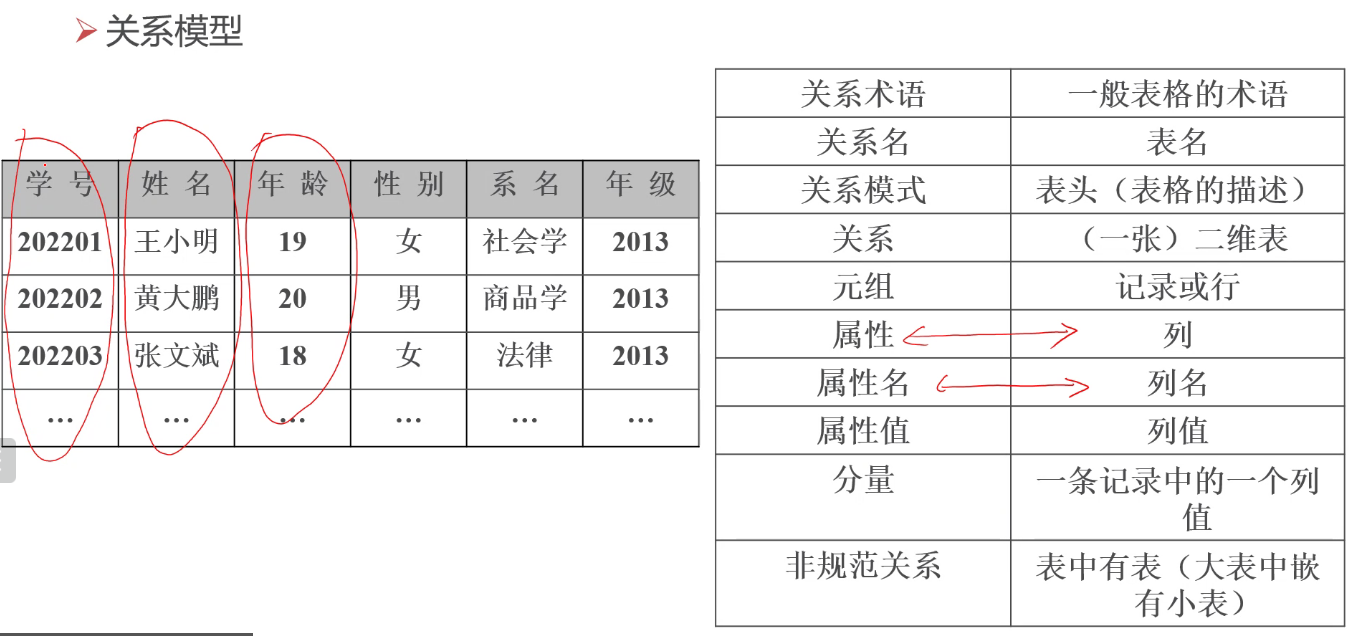 关系模型
学号 姓名 年龄 性别 系名 年级
202201 王小明 19 女 社会学 2013
202202 黄大鹏 20 男 商品学 2013
202203 张文斌 18 女 法律 2013
… … … … … …
关系术语 一般表格的术语
关系名 表名
关系模式 表头（表格的描述）
关系 （一张）二维表
元组 记录或行
属性 列
属性名 列名
属性值 列值
分量 一条记录中的一个列
值
非规范关系 表中有表（大表中嵌
有小表）